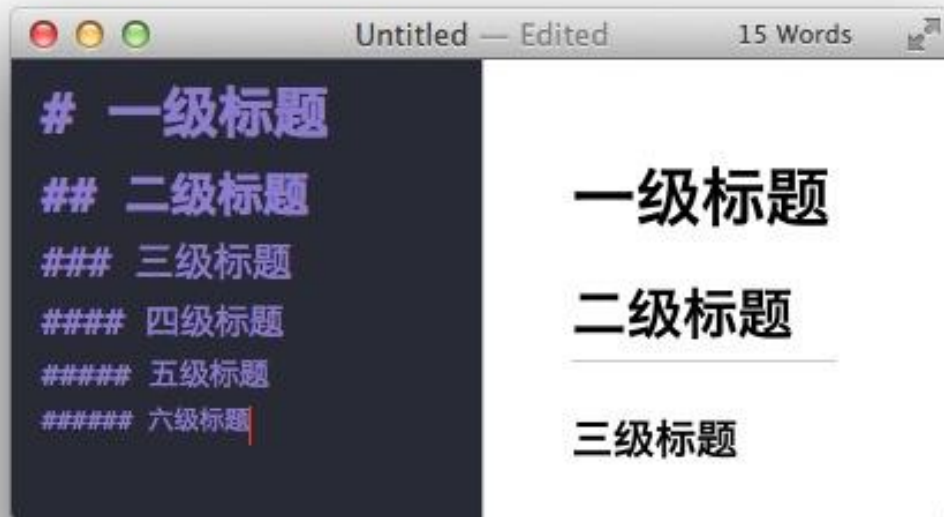 Untitled — Edited
15 Words
# 一级标题
## 二级标题
### 三级标题
#### 四级标题
##### 五级标题
###### 六级标题
一级标题
二级标题
三级标题